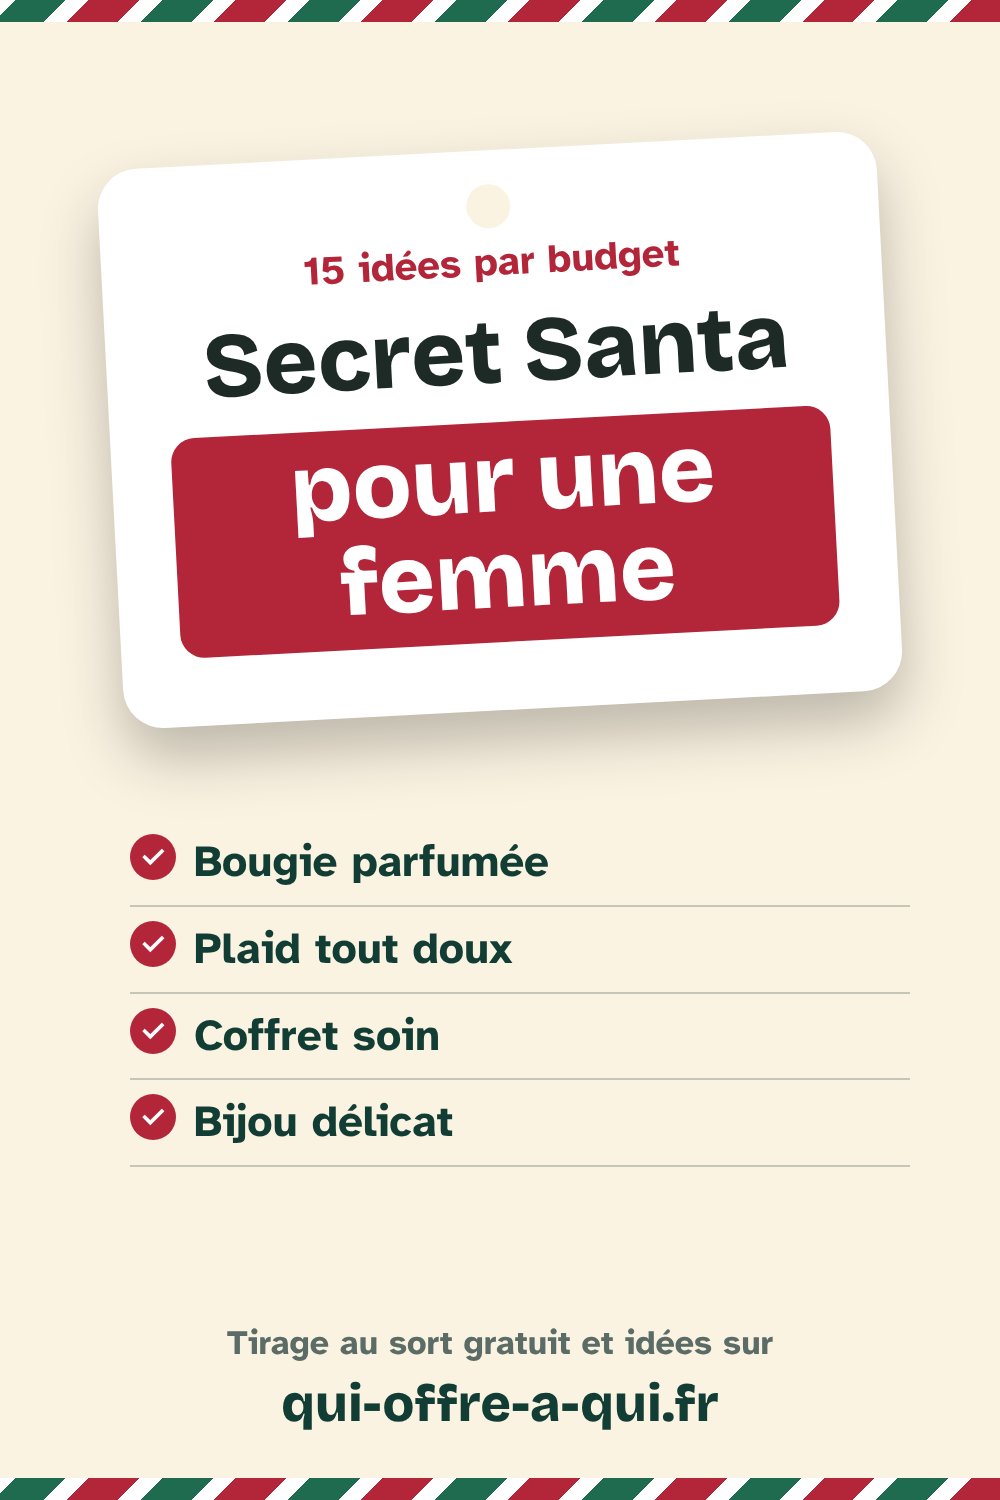 15 idées par budget
Secret Santa
pour une
femme
Bougie parfumée
Plaid tout doux
Coffret soin
Bijou délicat
Tirage au sort gratuit et idées sur
qui-offre-a-qui.fr